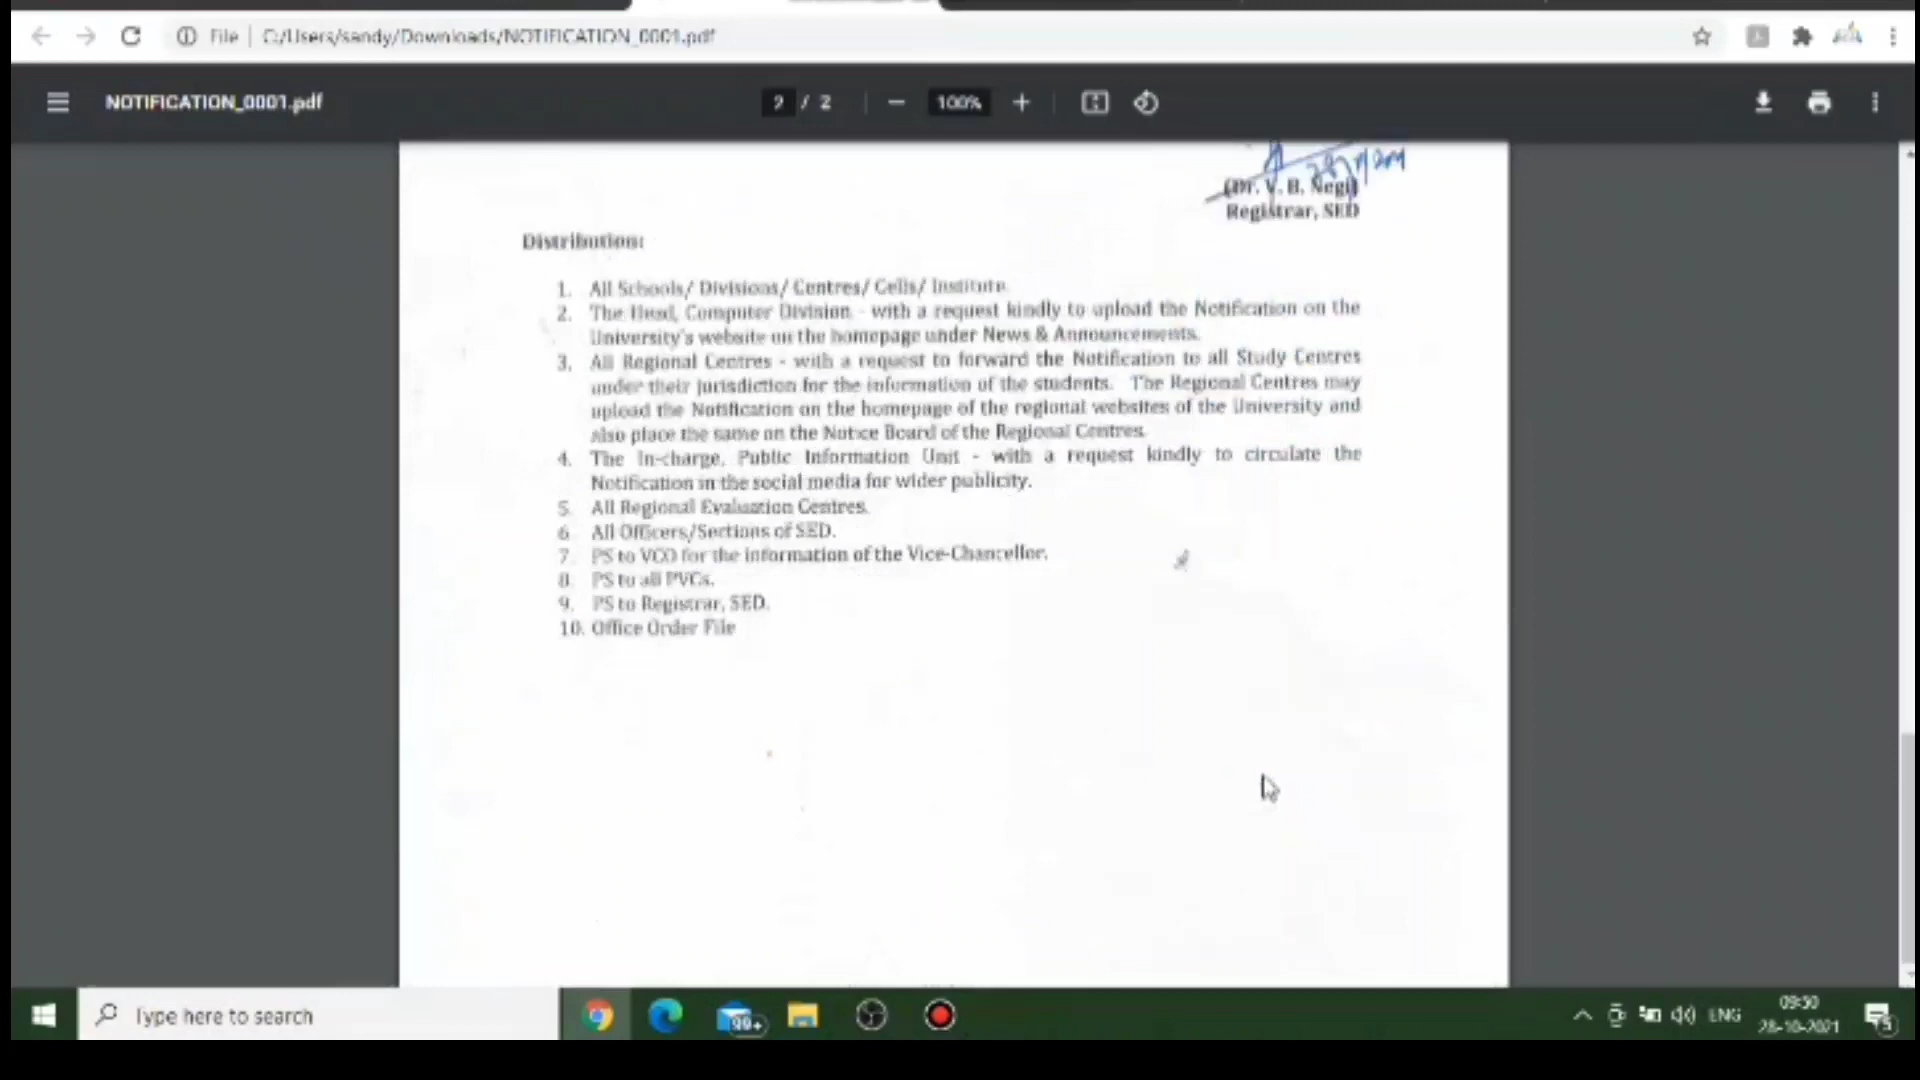 File | C:/Users/sandy/Downloads/NOTIFICATION_0001.pdf
NOTIFICATION_0001.pdf
2 / 2
100%
(Dr. V. B. Negi)
Registrar, SED
Distribution:
1. All Schools/ Divisions/ Centres/ Cells/ Institute.
2. The Head, Computer Division - with a request kindly to upload the Notification on the
University's website on the homepage under News & Announcements.
3. All Regional Centres - with a request to forward the Notification to all Study Centres
under their jurisdiction for the information of the students. The Regional Centres may
upload the Notification on the homepage of the regional websites of the University and
also place the same on the Notice Board of the Regional Centres.
4. The In-charge, Public Information Unit - with a request kindly to circulate the
Notification in the social media for wider publicity.
5. All Regional Evaluation Centres.
6. All Officers/Sections of SED.
7. PS to VCO for the information of the Vice-Chancellor.
8. PS to all PVCs.
9. PS to Registrar, SED.
10. Office Order File
Type here to search
99+
ENG
09:30
28-10-2021
5